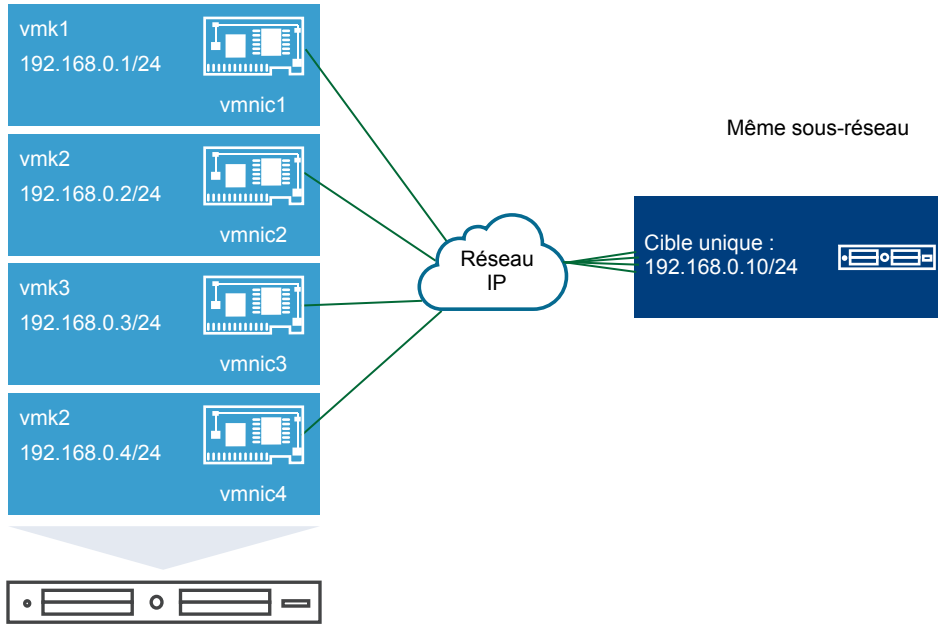 vmk1
192.168.0.1/24
vmnic1
vmk2
192.168.0.2/24
vmnic2
vmk3
192.168.0.3/24
vmnic3
vmk2
192.168.0.4/24
vmnic4
Réseau
IP
Même sous-réseau
Cible unique :
192.168.0.10/24